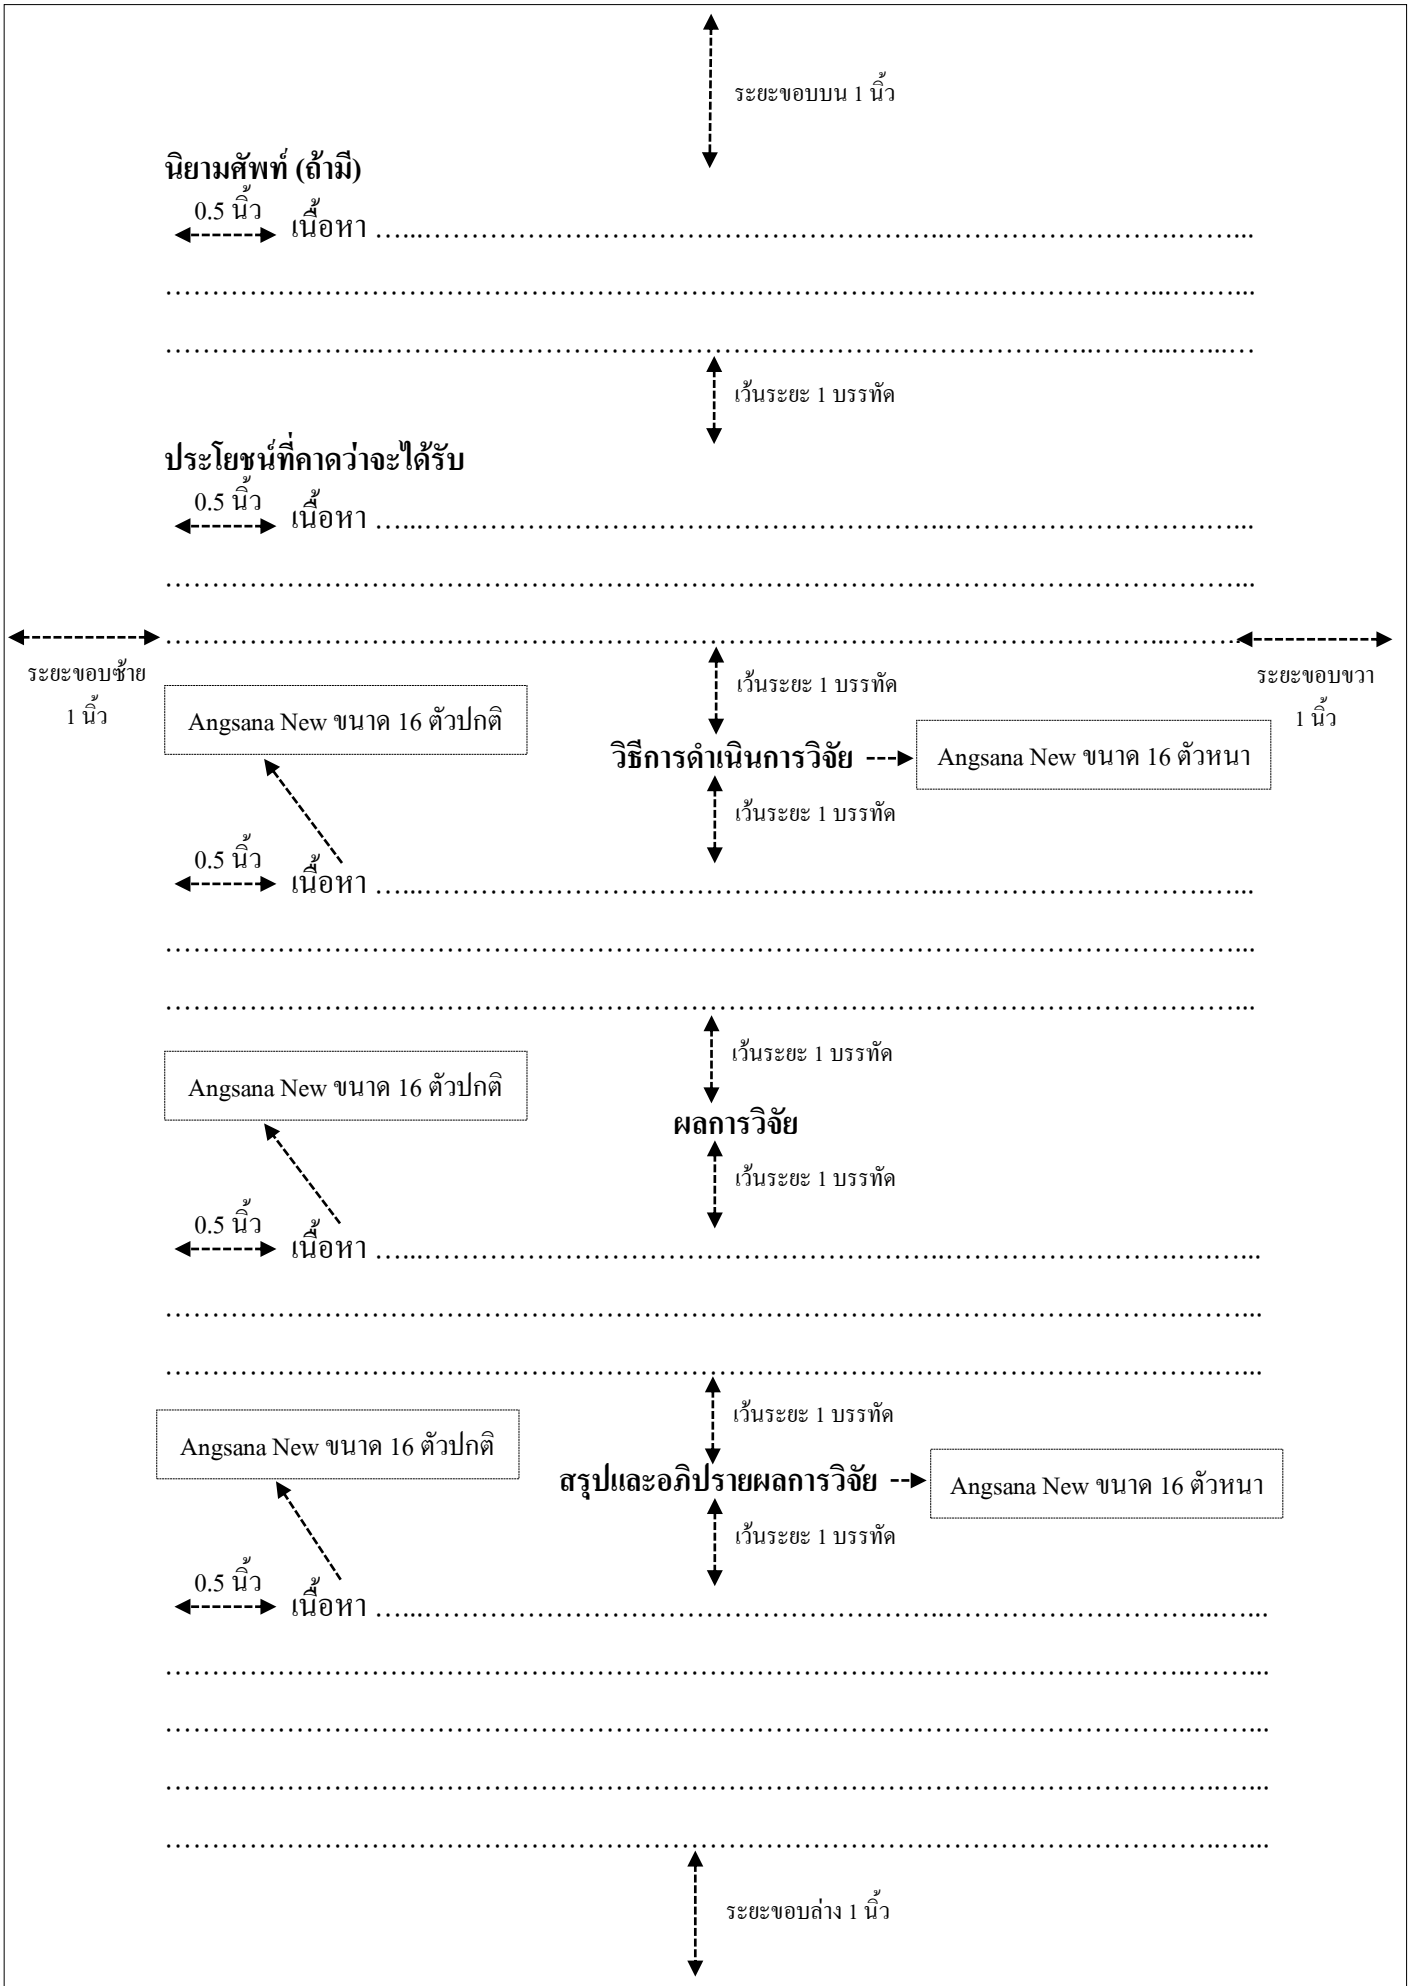 ระยะขอบบน 1 นิ้ว
นิยามศัพท์ (ถ้ามี)
0.5 นิ้ว เนื้อหา ........................................................................................................
........................................................................................................................
........................................................................................................................
เว้นระยะ 1 บรรทัด
ประโยชน์ที่คาดว่าจะได้รับ
0.5 นิ้ว เนื้อหา ........................................................................................................
........................................................................................................................
........................................................................................................................
ระยะขอบซ้าย
1 นิ้ว
เว้นระยะ 1 บรรทัด
ระยะขอบขวา
1 นิ้ว
Angsana New ขนาด 16 ตัวปกติ
วิธีการดำเนินการวิจัย
Angsana New ขนาด 16 ตัวหนา
เว้นระยะ 1 บรรทัด
0.5 นิ้ว เนื้อหา ........................................................................................................
........................................................................................................................
........................................................................................................................
เว้นระยะ 1 บรรทัด
Angsana New ขนาด 16 ตัวปกติ
ผลการวิจัย
เว้นระยะ 1 บรรทัด
0.5 นิ้ว เนื้อหา ........................................................................................................
........................................................................................................................
........................................................................................................................
เว้นระยะ 1 บรรทัด
Angsana New ขนาด 16 ตัวปกติ
สรุปและอภิปรายผลการวิจัย
Angsana New ขนาด 16 ตัวหนา
เว้นระยะ 1 บรรทัด
0.5 นิ้ว เนื้อหา ........................................................................................................
........................................................................................................................
........................................................................................................................
........................................................................................................................
........................................................................................................................
ระยะขอบล่าง 1 นิ้ว